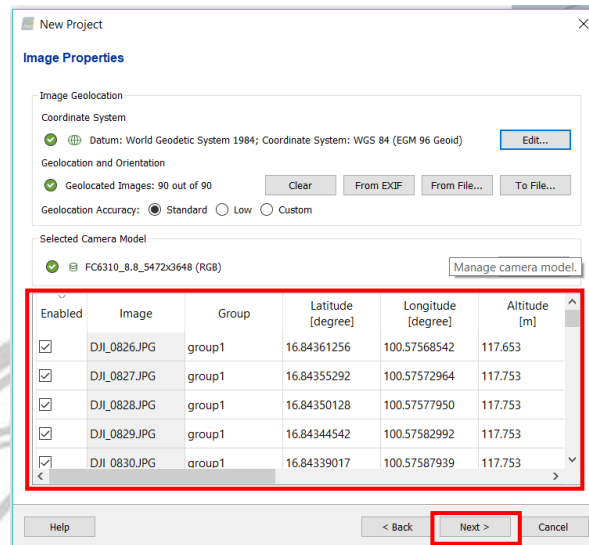 New Project
Image Properties
Image Geolocation
Coordinate System
Datum: World Geodetic System 1984; Coordinate System: WGS 84 (EGM 96 Geoid) Edit...
Geolocation and Orientation
Geolocated Images: 90 out of 90 Clear From EXIF From File... To File...
Geolocation Accuracy: Standard Low Custom
Selected Camera Model
FC6310_8.8_5472x3648 (RGB) Manage camera model.
Enabled Image Group Latitude [degree] Longitude [degree] Altitude [m]
DJI_0826.JPG group1 16.84361256 100.57568542 117.653
DJI_0827.JPG group1 16.84355292 100.57572964 117.753
DJI_0828.JPG group1 16.84350128 100.57577950 117.753
DJI_0829.JPG group1 16.84344542 100.57582992 117.753
DJI_0830.JPG group1 16.84339017 100.57587939 117.753
Help < Back Next > Cancel